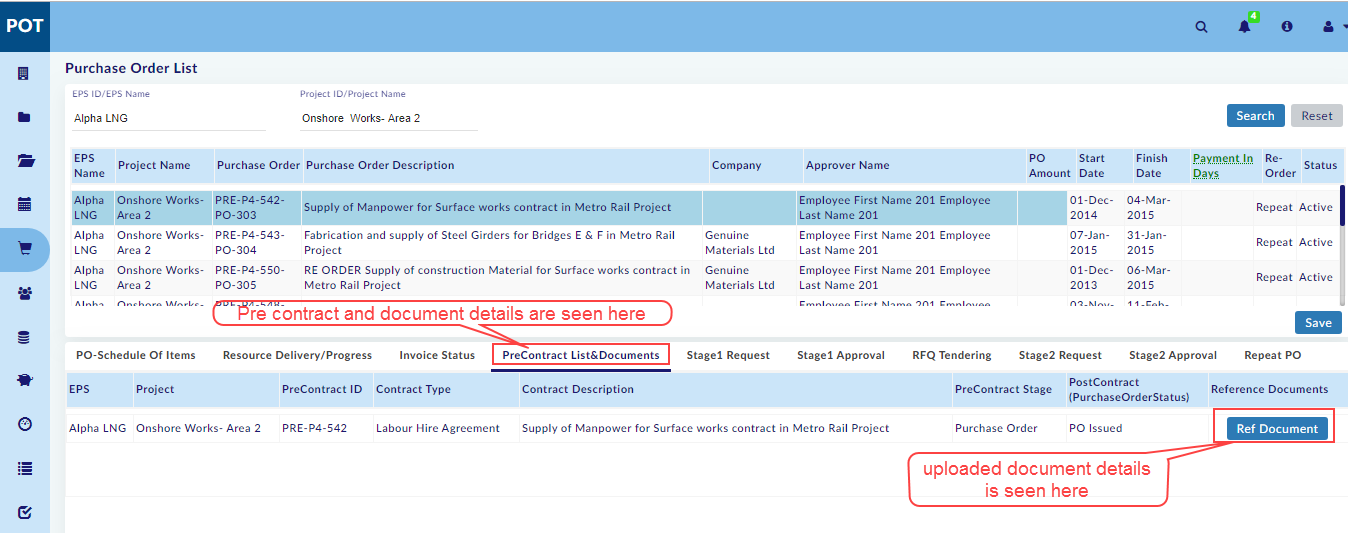 POT
4
Purchase Order List
EPS ID/EPS Name Project ID/Project Name
Alpha LNG Onshore Works- Area 2
Search Reset
EPS Name Project Name Purchase Order Purchase Order Description Company Approver Name PO Amount Start Date Finish Date Payment In Days Re-Order Status
Alpha LNG Onshore Works- Area 2 PRE-P4-542-PO-303 Supply of Manpower for Surface works contract in Metro Rail Project Employee First Name 201 Employee Last Name 201 01-Dec-2014 04-Mar-2015 Repeat Active
Alpha LNG Onshore Works- Area 2 PRE-P4-543-PO-304 Fabrication and supply of Steel Girders for Bridges E & F in Metro Rail Project Genuine Materials Ltd Employee First Name 201 Employee Last Name 201 07-Jan-2015 31-Jan-2015 Repeat Active
Alpha LNG Onshore Works- Area 2 PRE-P4-550-PO-305 RE ORDER Supply of construction Material for Surface works contract in Metro Rail Project Genuine Materials Ltd Employee First Name 201 Employee Last Name 201 01-Dec-2013 06-Mar-2015 Repeat Active
Alpha Onshore Works- PRE-P4-548- Employee First Name 201 Employee 03-Nov- 11-Feb-
Pre contract and document details are seen here
Save
PO-Schedule Of Items Resource Delivery/Progress Invoice Status PreContract List&Documents Stage1 Request Stage1 Approval RFQ Tendering Stage2 Request Stage2 Approval Repeat PO
EPS Project PreContract ID Contract Type Contract Description PreContract Stage PostContract (PurchaseOrderStatus) Reference Documents
Alpha LNG Onshore Works- Area 2 PRE-P4-542 Labour Hire Agreement Supply of Manpower for Surface works contract in Metro Rail Project Purchase Order PO Issued Ref Document
uploaded document details
is seen here